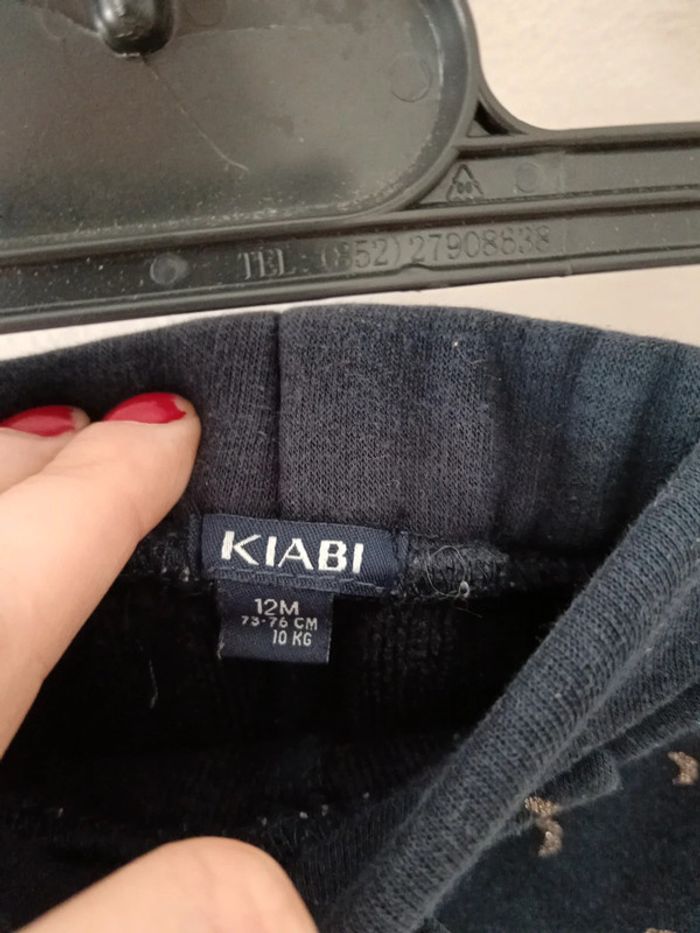 TEL: (852) 27908638
KIABI
12M
73-76 CM
10 KG